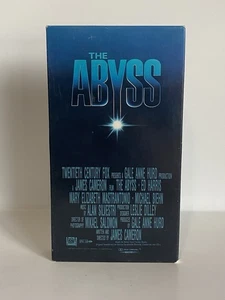 THE
ABYSS
TWENTIETH CENTURY FOX PRESENTS A GALE ANNE HURD PRODUCTION
A JAMES CAMERON FILM THE ABYSS ED HARRIS
MARY ELIZABETH MASTRANTONIO MICHAEL BIEHN
MUSIC BY ALAN SILVESTRI PRODUCTION DESIGNER LESLIE DILLEY
DIRECTOR OF PHOTOGRAPHY MIKAEL SALOMON PRODUCED BY GALE ANNE HURD
WRITTEN AND DIRECTED BY JAMES CAMERON